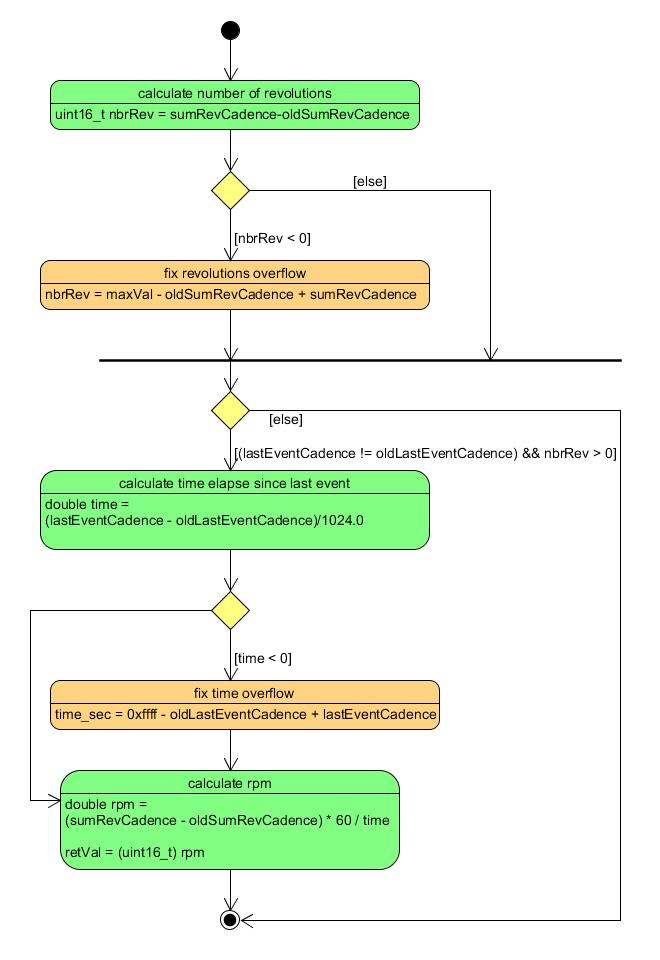 calculate number of revolutions
uint16_t nbrRev = sumRevCadence-oldSumRevCadence
[else]
[nbrRev < 0]
fix revolutions overflow
nbrRev = maxVal - oldSumRevCadence + sumRevCadence
[else]
[(lastEventCadence != oldLastEventCadence) && nbrRev > 0]
calculate time elapse since last event
double time =
(lastEventCadence - oldLastEventCadence)/1024.0
[time < 0]
fix time overflow
time_sec = 0xffff - oldLastEventCadence + lastEventCadence
calculate rpm
double rpm =
(sumRevCadence - oldSumRevCadence) * 60 / time
retVal = (uint16_t) rpm